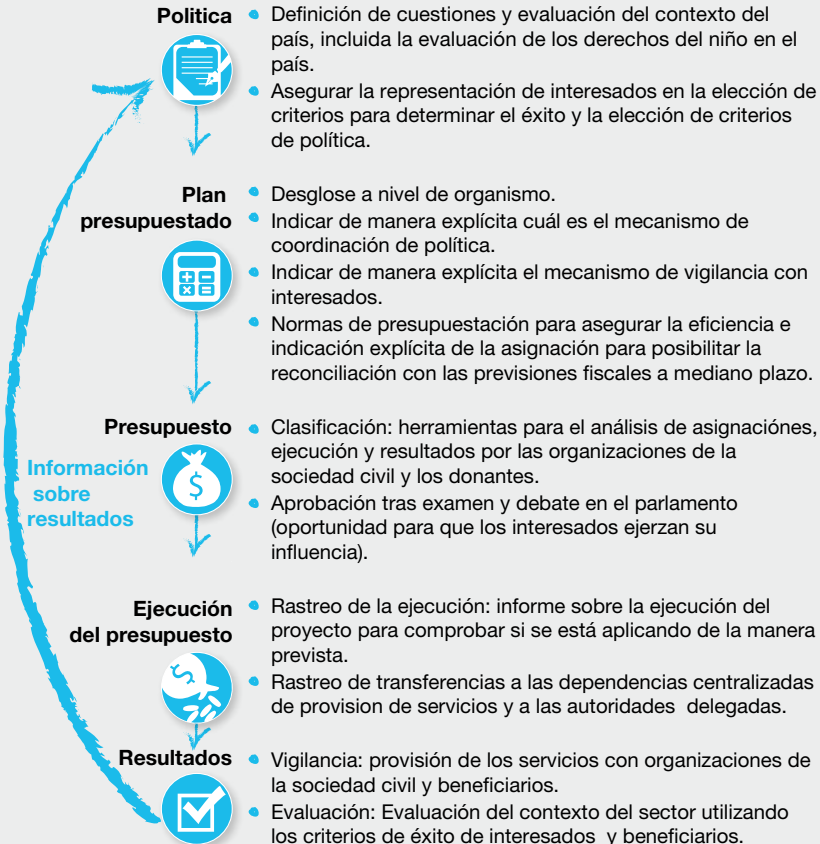 Politica
• Definición de cuestiones y evaluación del contexto del
país, incluida la evaluación de los derechos del niño en el
país.
• Asegurar la representación de interesados en la elección de
criterios para determinar el éxito y la elección de criterios
de política.
Plan
presupuestado
• Desglose a nivel de organismo.
• Indicar de manera explícita cuál es el mecanismo de
coordinación de política.
• Indicar de manera explícita el mecanismo de vigilancia con
interesados.
• Normas de presupuestación para asegurar la eficiencia e
indicación explícita de la asignación para posibilitar la
reconciliación con las previsiones fiscales a mediano plazo.
Presupuesto
• Clasificación: herramientas para el análisis de asignaciónes,
ejecución y resultados por las organizaciones de la
sociedad civil y los donantes.
• Aprobación tras examen y debate en el parlamento
(oportunidad para que los interesados ejerzan su
influencia).
$
Información
sobre
resultados
Ejecución
del presupuesto
• Rastreo de la ejecución: informe sobre la ejecución del
proyecto para comprobar si se está aplicando de la manera
prevista.
• Rastreo de transferencias a las dependencias centralizadas
de provision de servicios y a las autoridades delegadas.
$
Resultados
• Vigilancia: provisión de los servicios con organizaciones de
la sociedad civil y beneficiarios.
• Evaluación: Evaluación del contexto del sector utilizando
los criterios de éxito de interesados y beneficiarios.